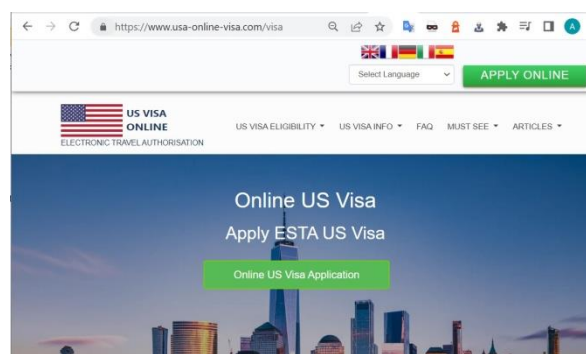 https://www.usa-online-visa.com/visa
A
Select Language
APPLY ONLINE
US VISA
ONLINE
ELECTRONIC TRAVEL AUTHORISATION
US VISA ELIGIBILITY US VISA INFO FAQ MUST SEE ARTICLES
Online US Visa
Apply ESTA US Visa
Online US Visa Application